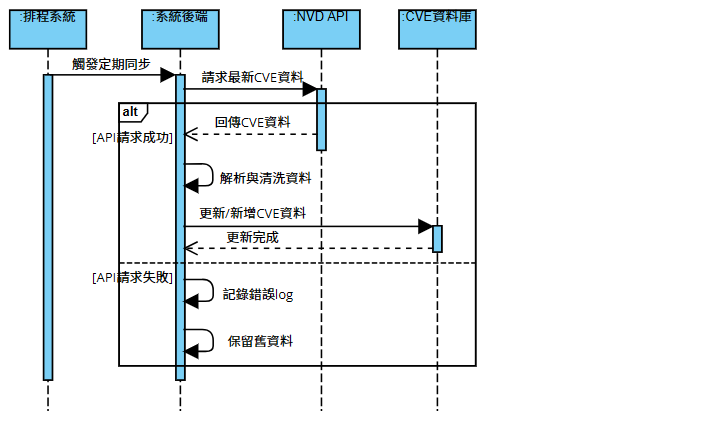 :排程系統
:系統後端
:NVD API
:CVE資料庫
觸發定期同步
請求最新CVE資料
alt
回傳CVE資料
[API請求成功]
解析與清洗資料
更新/新增CVE資料
更新完成
[API請求失敗]
記錄錯誤log
保留舊資料